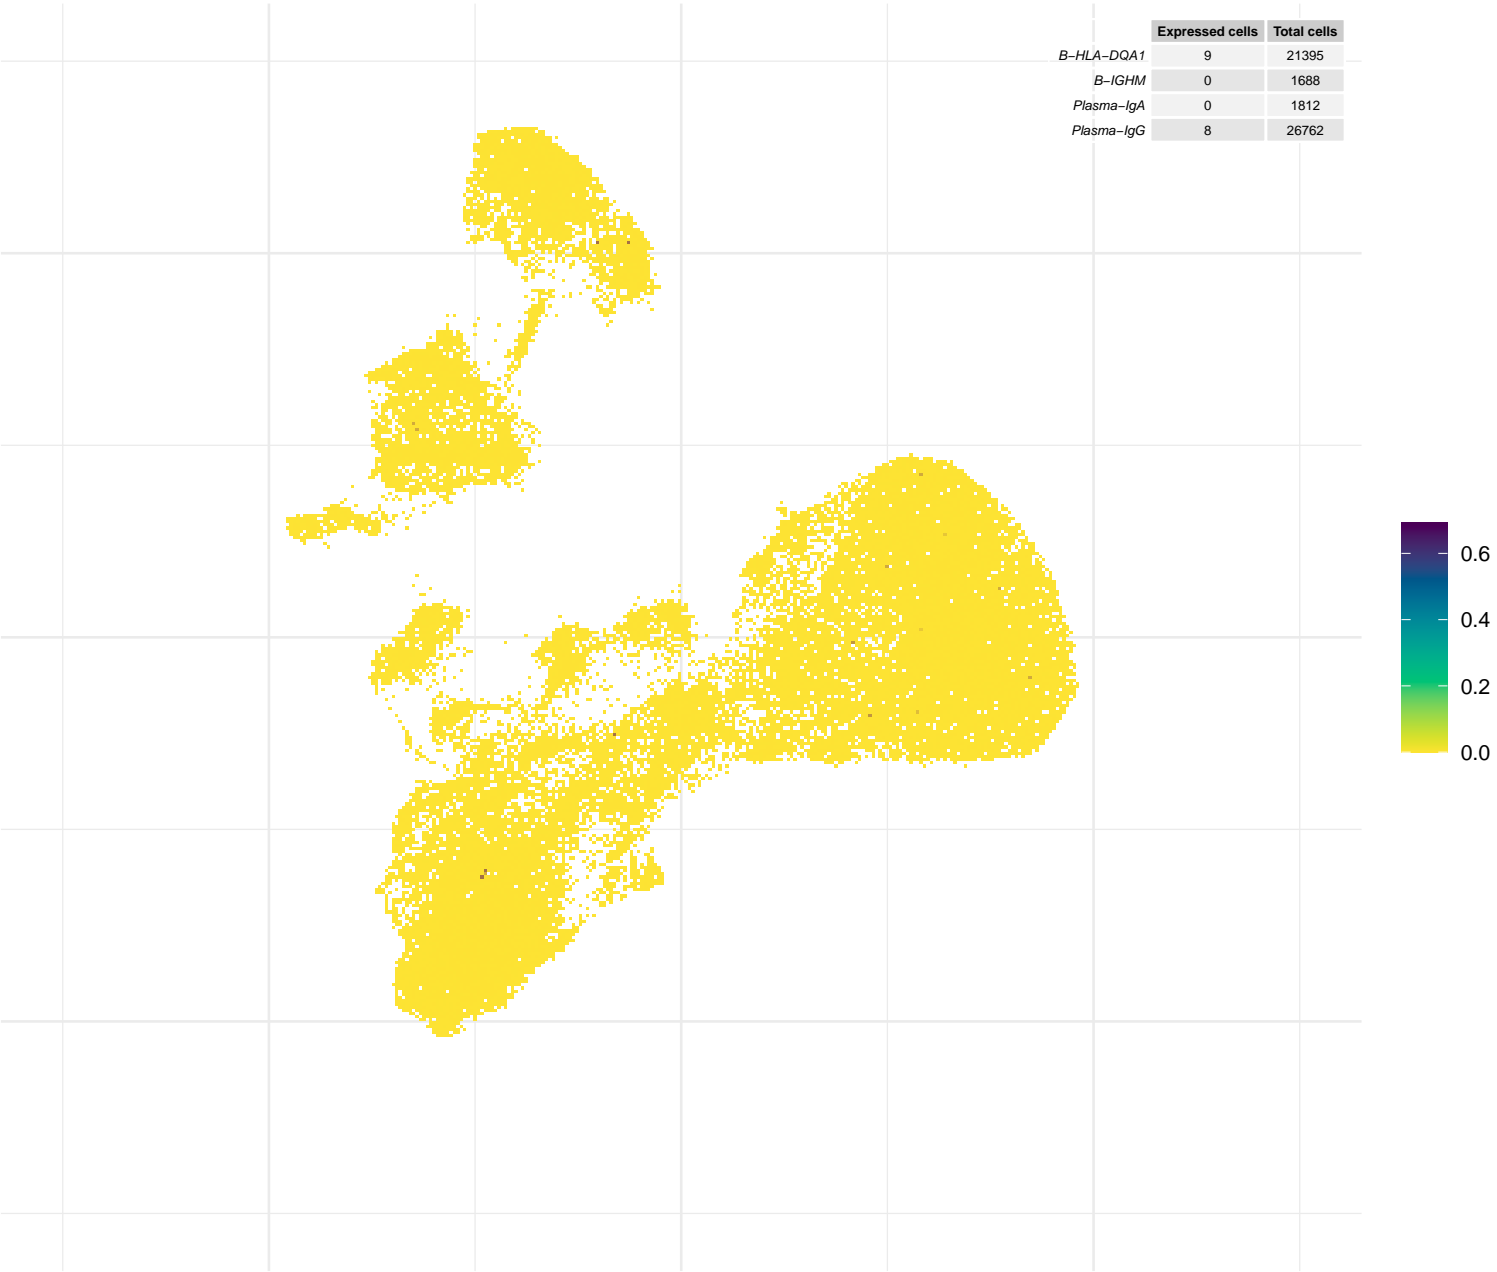 Expressed cells Total cells
B−HLA−DQA1 9 21395
B−IGHM 0 1688
Plasma−IgA 0 1812
Plasma−IgG 8 26762
0.6
0.4
0.2
0.0